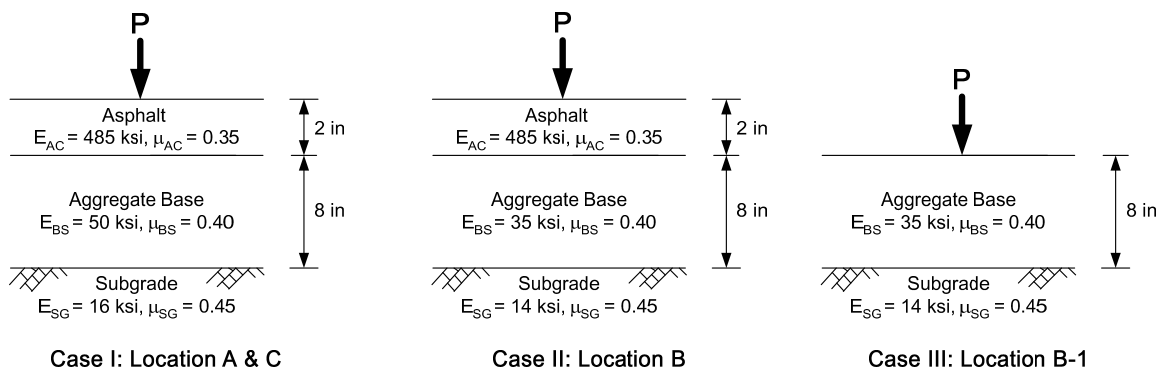 P
Asphalt
E_AC = 485 ksi, μ_AC = 0.35
2 in
Aggregate Base
E_BS = 50 ksi, μ_BS = 0.40
8 in
Subgrade
E_SG = 16 ksi, μ_SG = 0.45
Case I: Location A & C
P
Asphalt
E_AC = 485 ksi, μ_AC = 0.35
2 in
Aggregate Base
E_BS = 35 ksi, μ_BS = 0.40
8 in
Subgrade
E_SG = 14 ksi, μ_SG = 0.45
Case II: Location B
P
Aggregate Base
E_BS = 35 ksi, μ_BS = 0.40
8 in
Subgrade
E_SG = 14 ksi, μ_SG = 0.45
Case III: Location B-1